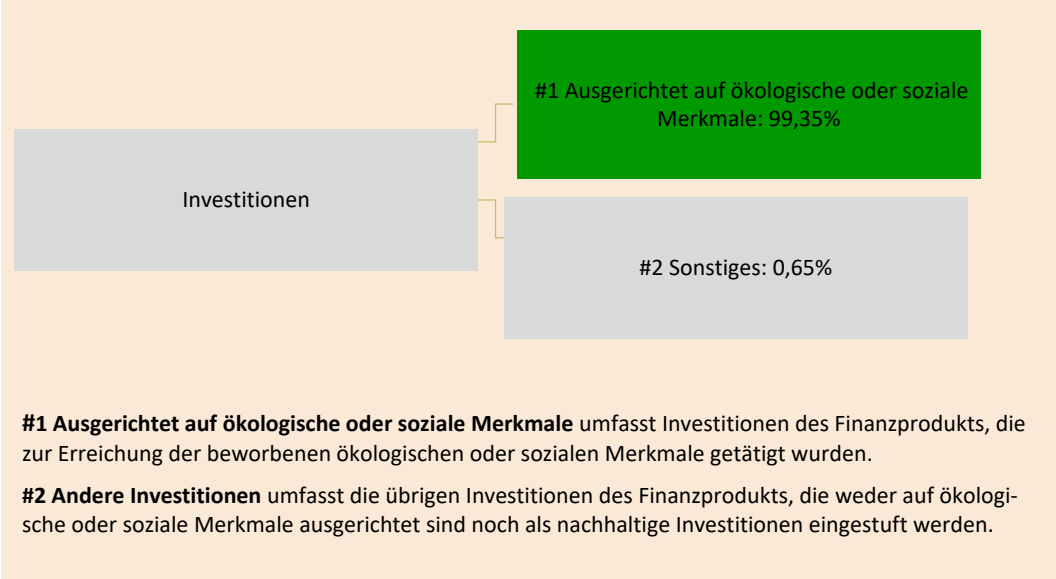 #1 Ausgerichtet auf ökologische oder soziale
Merkmale: 99,35%
Investitionen
#2 Sonstiges: 0,65%
#1 Ausgerichtet auf ökologische oder soziale Merkmale umfasst Investitionen des Finanzprodukts, die
zur Erreichung der beworbenen ökologischen oder sozialen Merkmale getätigt wurden.
#2 Andere Investitionen umfasst die übrigen Investitionen des Finanzprodukts, die weder auf ökologi-
sche oder soziale Merkmale ausgerichtet sind noch als nachhaltige Investitionen eingestuft werden.